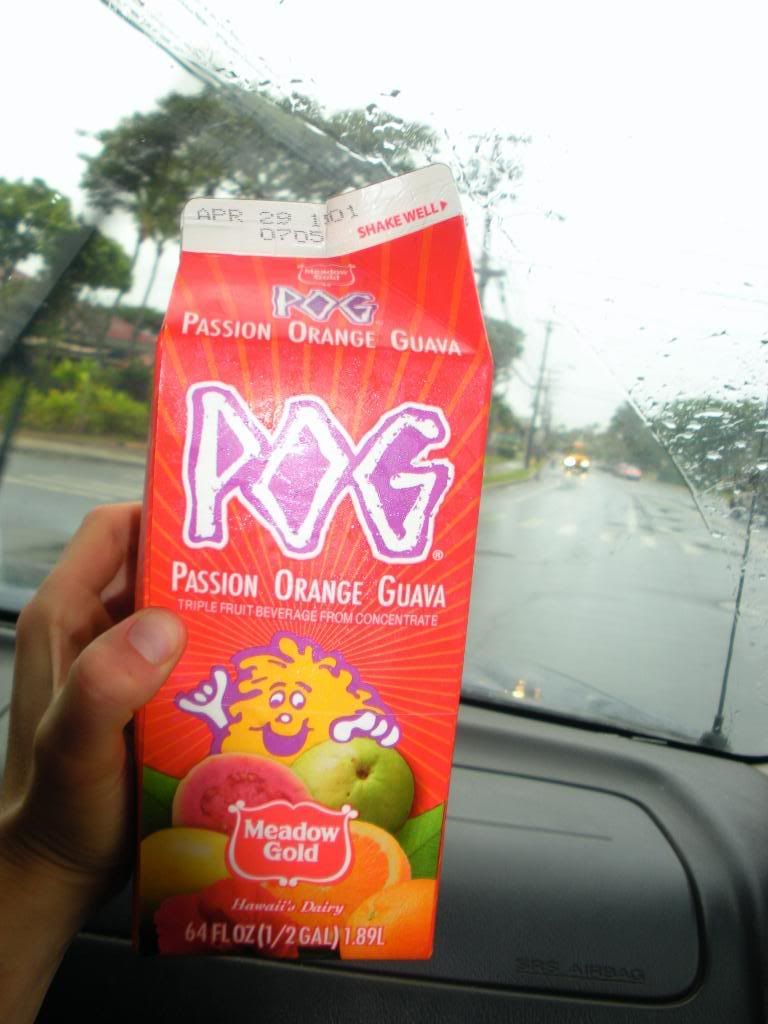 APR 29 1301
0705
SHAKE WELL
Meadow
Gold
POG
PASSION ORANGE GUAVA
POG®
PASSION ORANGE GUAVA
TRIPLE FRUIT BEVERAGE FROM CONCENTRATE
Meadow
Gold
Hawaii's Dairy
64 FL OZ (1/2 GAL) 1.89L
SRS AIRBAG